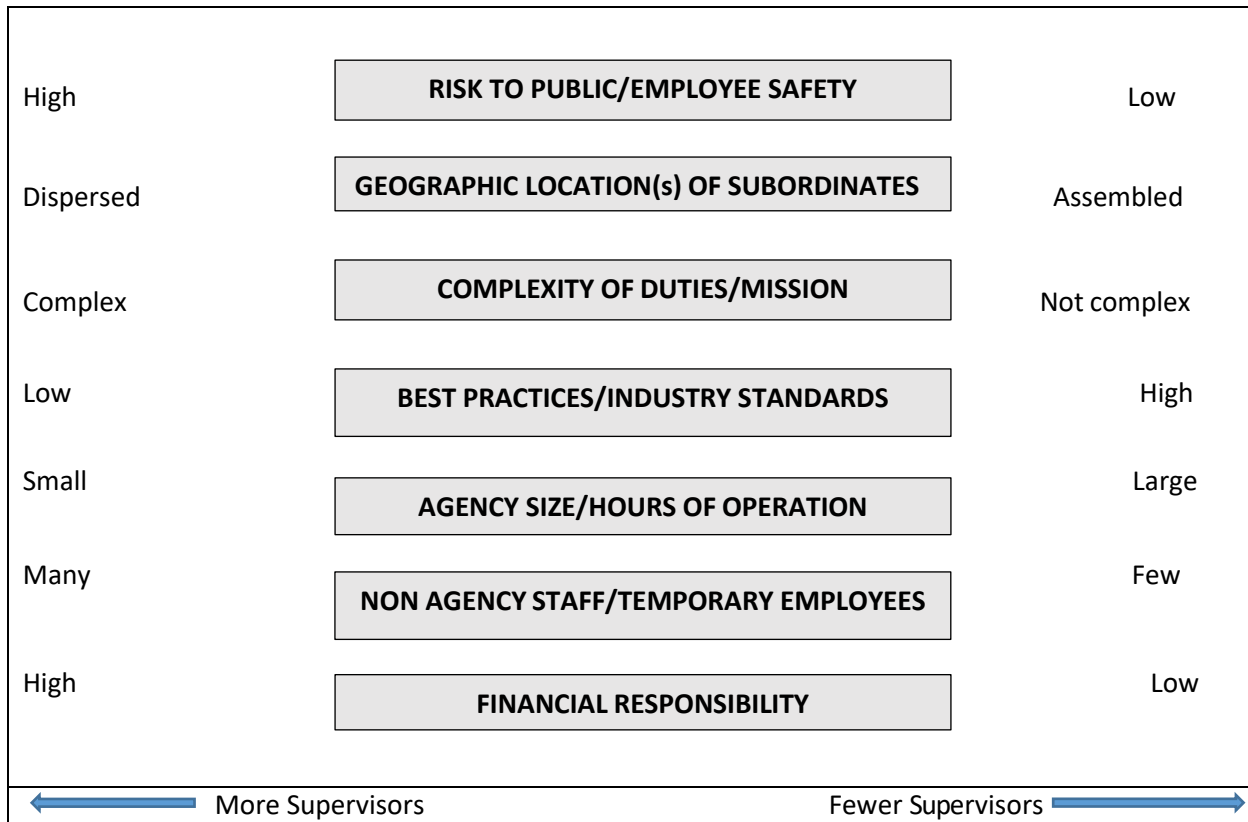 High RISK TO PUBLIC/EMPLOYEE SAFETY Low
Dispersed GEOGRAPHIC LOCATION(s) OF SUBORDINATES Assembled
Complex COMPLEXITY OF DUTIES/MISSION Not complex
Low BEST PRACTICES/INDUSTRY STANDARDS High
Small AGENCY SIZE/HOURS OF OPERATION Large
Many NON AGENCY STAFF/TEMPORARY EMPLOYEES Few
High FINANCIAL RESPONSIBILITY Low
More Supervisors Fewer Supervisors